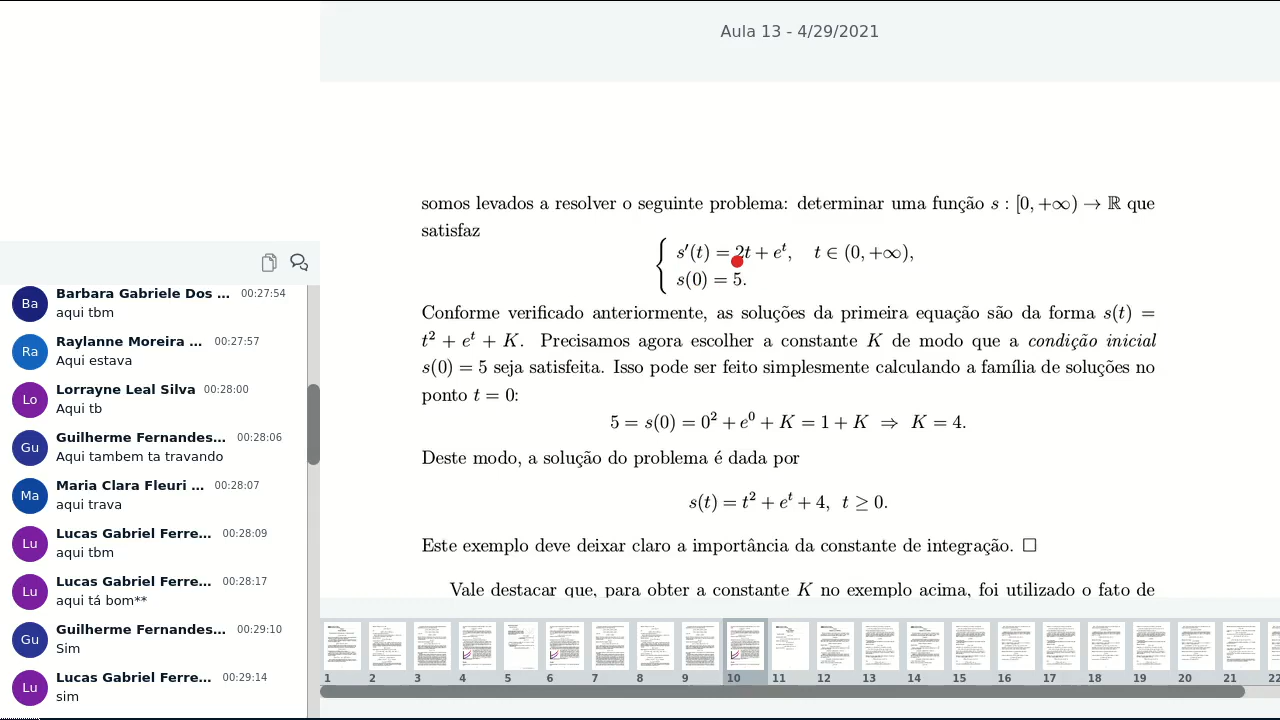 Aula 13 - 4/29/2021
Barbara Gabriele Dos ... 00:27:54
aqui tbm
Raylanne Moreira ... 00:27:57
Aqui estava
Lorrayne Leal Silva 00:28:00
Aqui tb
Guilherme Fernandes... 00:28:06
Aqui tambem ta travando
Maria Clara Fleuri ... 00:28:07
aqui trava
Lucas Gabriel Ferre... 00:28:09
aqui tbm
Lucas Gabriel Ferre... 00:28:17
aqui tá bom**
Guilherme Fernandes... 00:29:10
Sim
Lucas Gabriel Ferre... 00:29:14
sim
Ba
Ra
Lo
Gu
Ma
Lu
Lu
Gu
Lu
somos levados a resolver o seguinte problema: determinar uma função s : [0, +∞) → ℝ que
satisfaz
s′(t) = 2t + eᵗ, t ∈ (0, +∞),
s(0) = 5.
Conforme verificado anteriormente, as soluções da primeira equação são da forma s(t) =
t² + eᵗ + K. Precisamos agora escolher a constante K de modo que a condição inicial
s(0) = 5 seja satisfeita. Isso pode ser feito simplesmente calculando a família de soluções no
ponto t = 0:
5 = s(0) = 0² + e⁰ + K = 1 + K ⇒ K = 4.
Deste modo, a solução do problema é dada por
s(t) = t² + eᵗ + 4, t ≥ 0.
Este exemplo deve deixar claro a importância da constante de integração. □
Vale destacar que, para obter a constante K no exemplo acima, foi utilizado o fato de
1 2 3 4 5 6 7 8 9 10 11 12 13 14 15 16 17 18 19 20 21 22